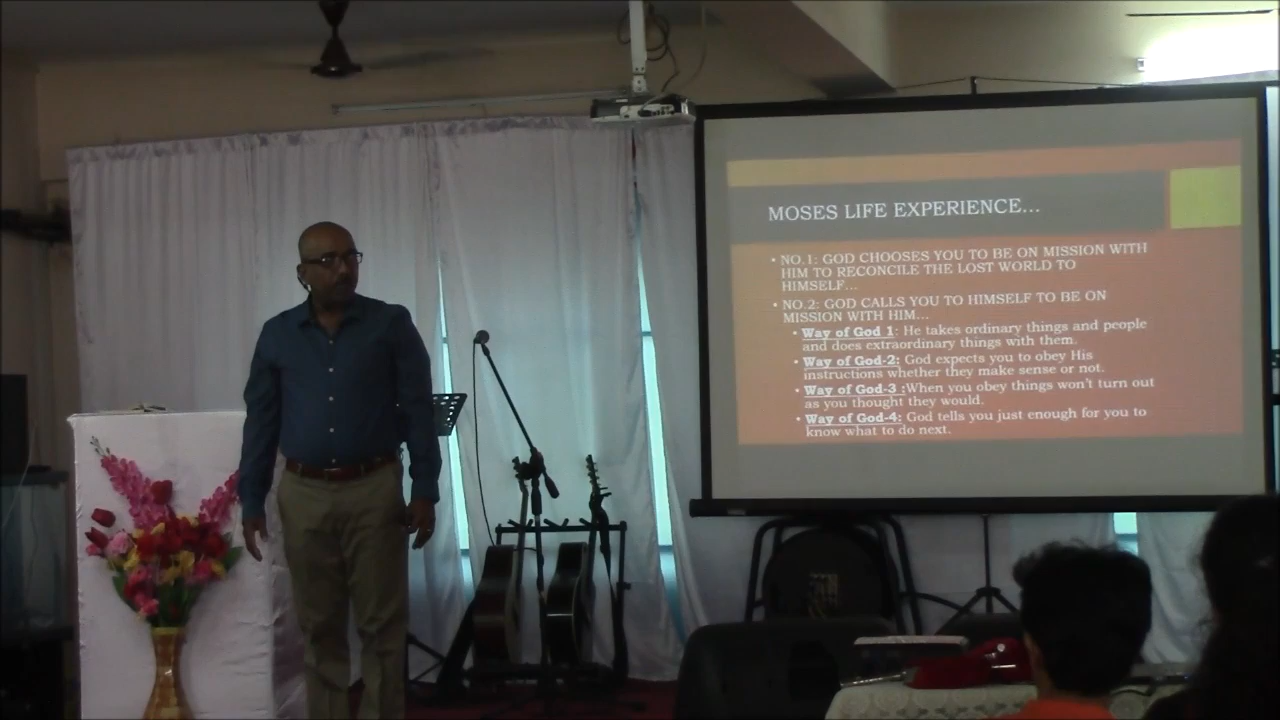 MOSES LIFE EXPERIENCE...
• NO.1: GOD CHOOSES YOU TO BE ON MISSION WITH
HIM TO RECONCILE THE LOST WORLD TO
HIMSELF...
• NO.2: GOD CALLS YOU TO HIMSELF TO BE ON
MISSION WITH HIM...
• Way of God 1: He takes ordinary things and people
and does extraordinary things with them.
• Way of God-2: God expects you to obey His
instructions whether they make sense or not.
• Way of God-3 :When you obey things won't turn out
as you thought they would.
• Way of God-4: God tells you just enough for you to
know what to do next.